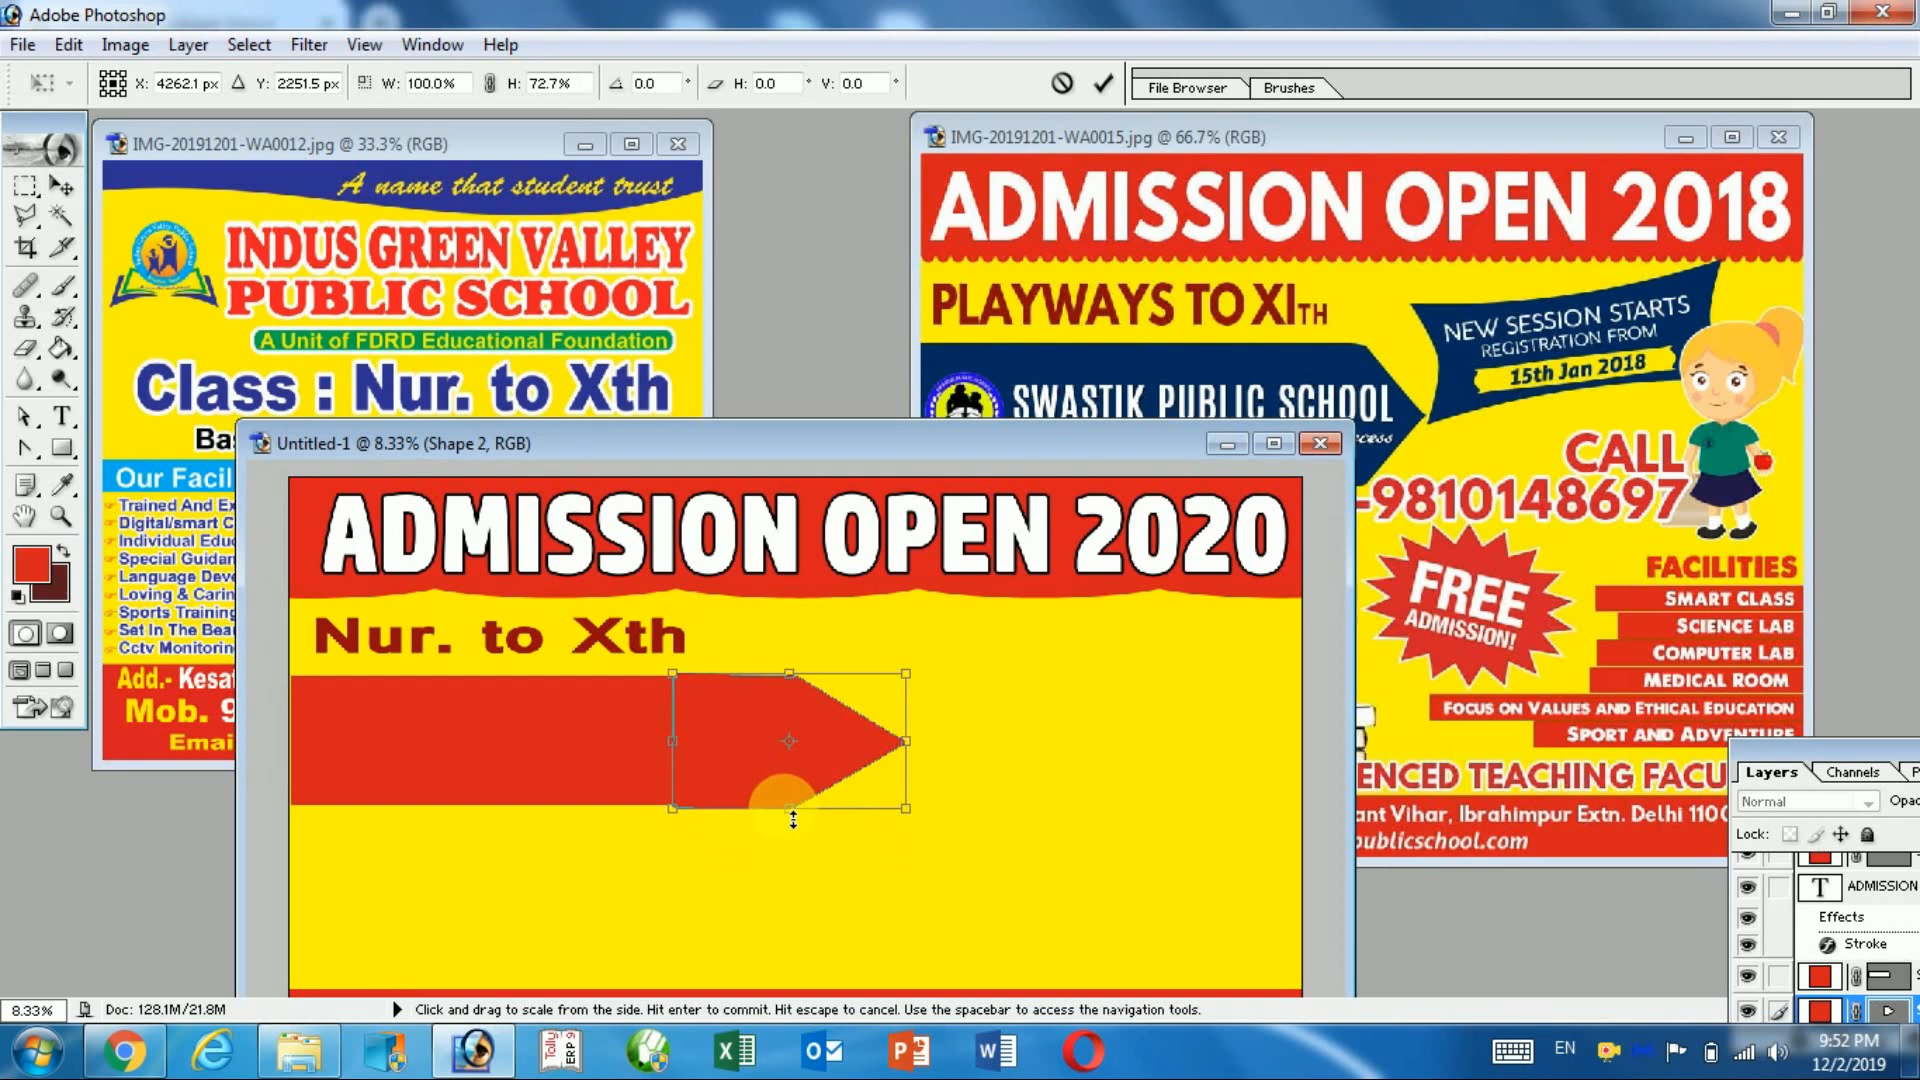 Adobe Photoshop
File Edit Image Layer Select Filter View Window Help
X: 4262.1 px Y: 2251.5 px W: 100.0% H: 72.7% 0.0 ° H: 0.0 ° V: 0.0 °
File Browser Brushes
IMG-20191201-WA0012.jpg @ 33.3% (RGB)
A name that student trust
INDUS GREEN VALLEY
PUBLIC SCHOOL
A Unit of FDRD Educational Foundation
Class : Nur. to Xth
Our Facil
Trained And Ex
Digital/smart C
Individual Educ
Special Guidan
Language Deve
Loving & Carin
Sports Training
Set In The Bea
Cctv Monitorin
Add.- Kesa
Mob. 9
Emai
IMG-20191201-WA0015.jpg @ 66.7% (RGB)
ADMISSION OPEN 2018
PLAYWAYS TO XITH
NEW SESSION STARTS
REGISTRATION FROM
15th Jan 2018
SWASTIK PUBLIC SCHOOL
CALL
-9810148697
FREE
ADMISSION!
FACILITIES
SMART CLASS
SCIENCE LAB
COMPUTER LAB
MEDICAL ROOM
FOCUS ON VALUES AND ETHICAL EDUCATION
SPORT AND ADVENTURE
ENCED TEACHING FACU
ant Vihar, Ibrahimpur Extn. Delhi 110
publicschool.com
Untitled-1 @ 8.33% (Shape 2, RGB)
ADMISSION OPEN 2020
Nur. to Xth
Layers Channels P
Normal Opac
Lock:
T ADMISSION
Effects
Stroke
8.33% Doc: 128.1M/21.8M Click and drag to scale from the side. Hit enter to commit. Hit escape to cancel. Use the spacebar to access the navigation tools.
Tally ERP 9
EN
9:52 PM
12/2/2019